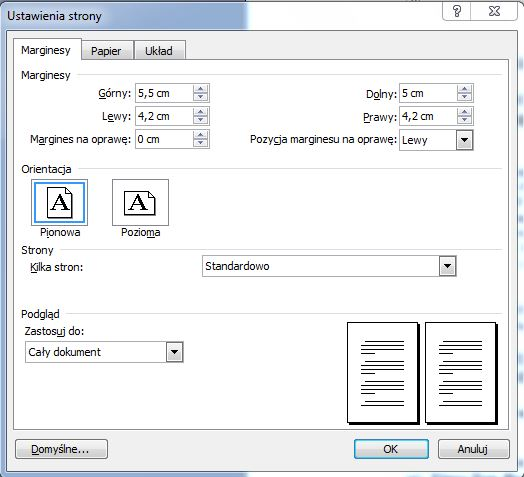 Ustawienia strony
Marginesy Papier Układ
Marginesy
Górny: 5,5 cm Dolny: 5 cm
Lewy: 4,2 cm Prawy: 4,2 cm
Margines na oprawę: 0 cm Pozycja marginesu na oprawę: Lewy
Orientacja
A A
Pionowa Pozioma
Strony
Kilka stron: Standardowo
Podgląd
Zastosuj do:
Cały dokument
Domyślne... OK Anuluj